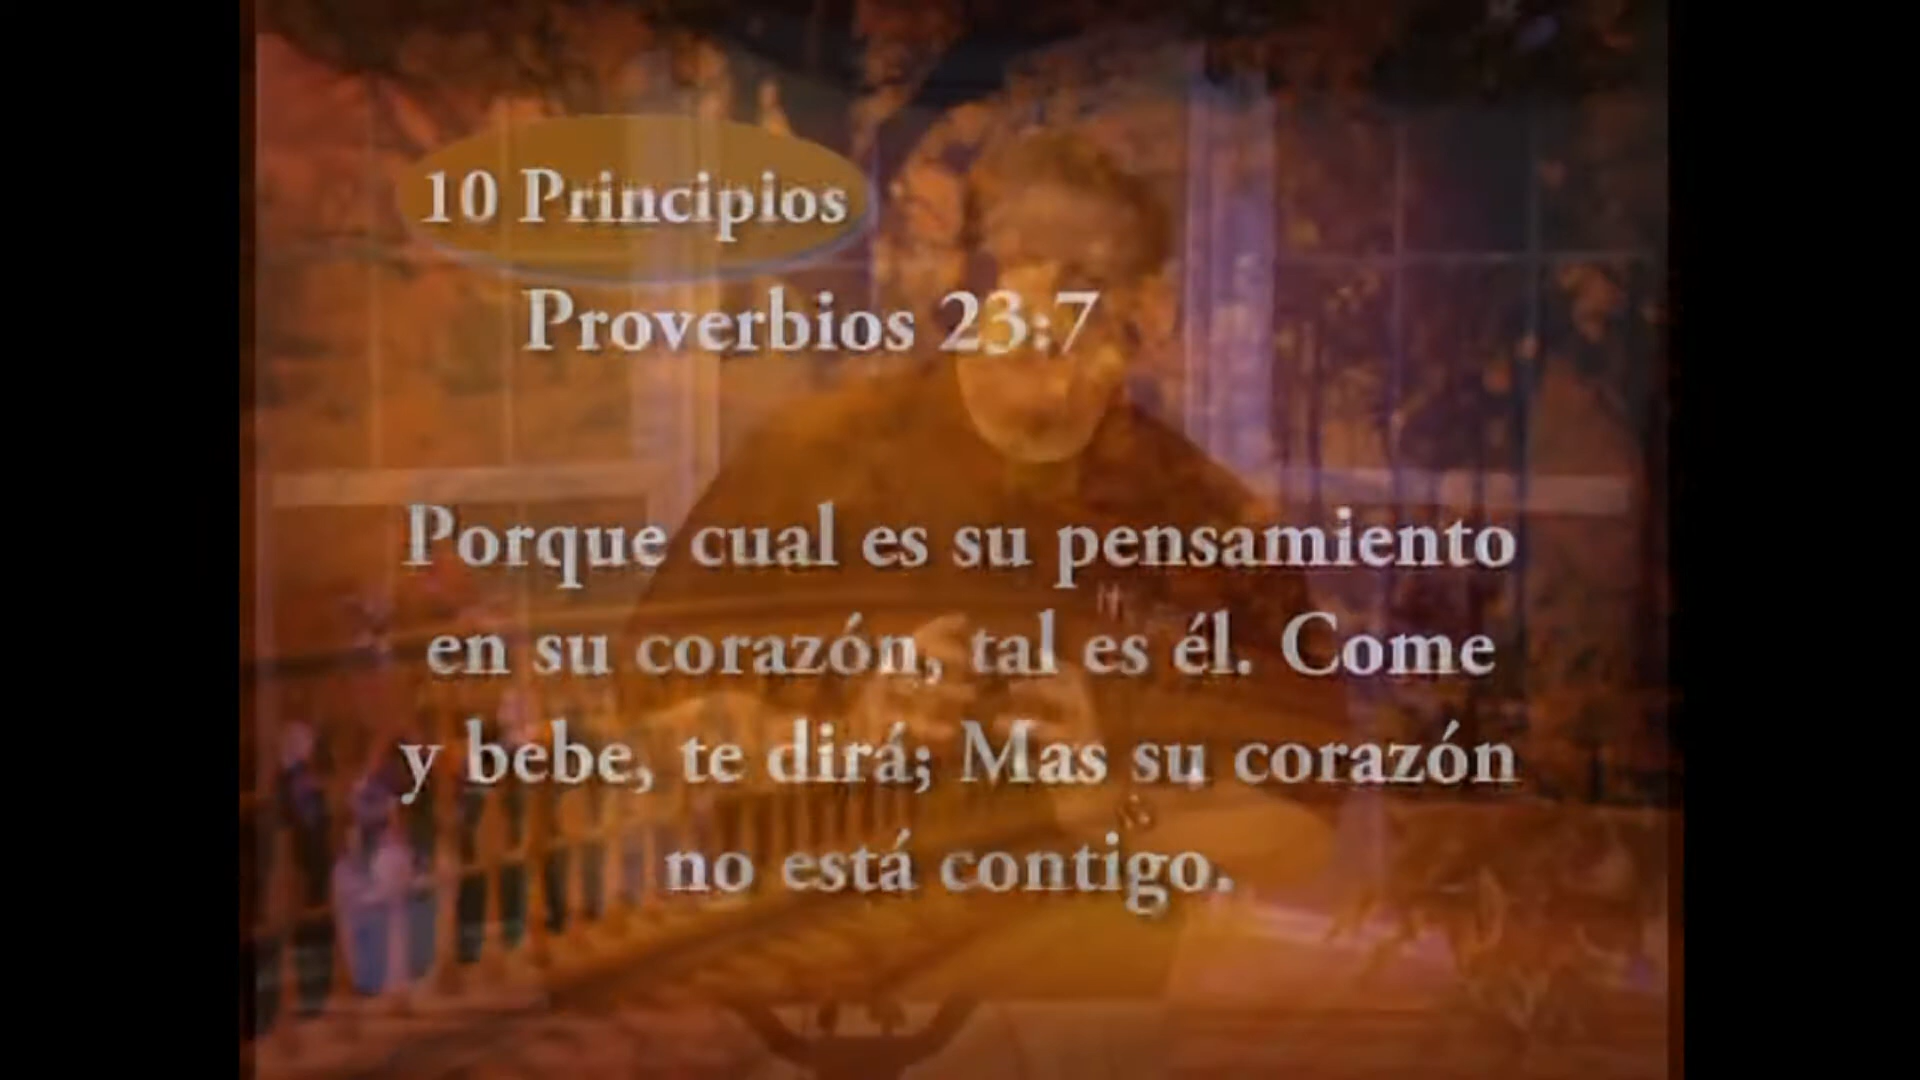 10 Principios
Proverbios 23:7
Porque cual es su pensamiento
en su corazón, tal es él. Come
y bebe, te dirá; Mas su corazón
no está contigo.